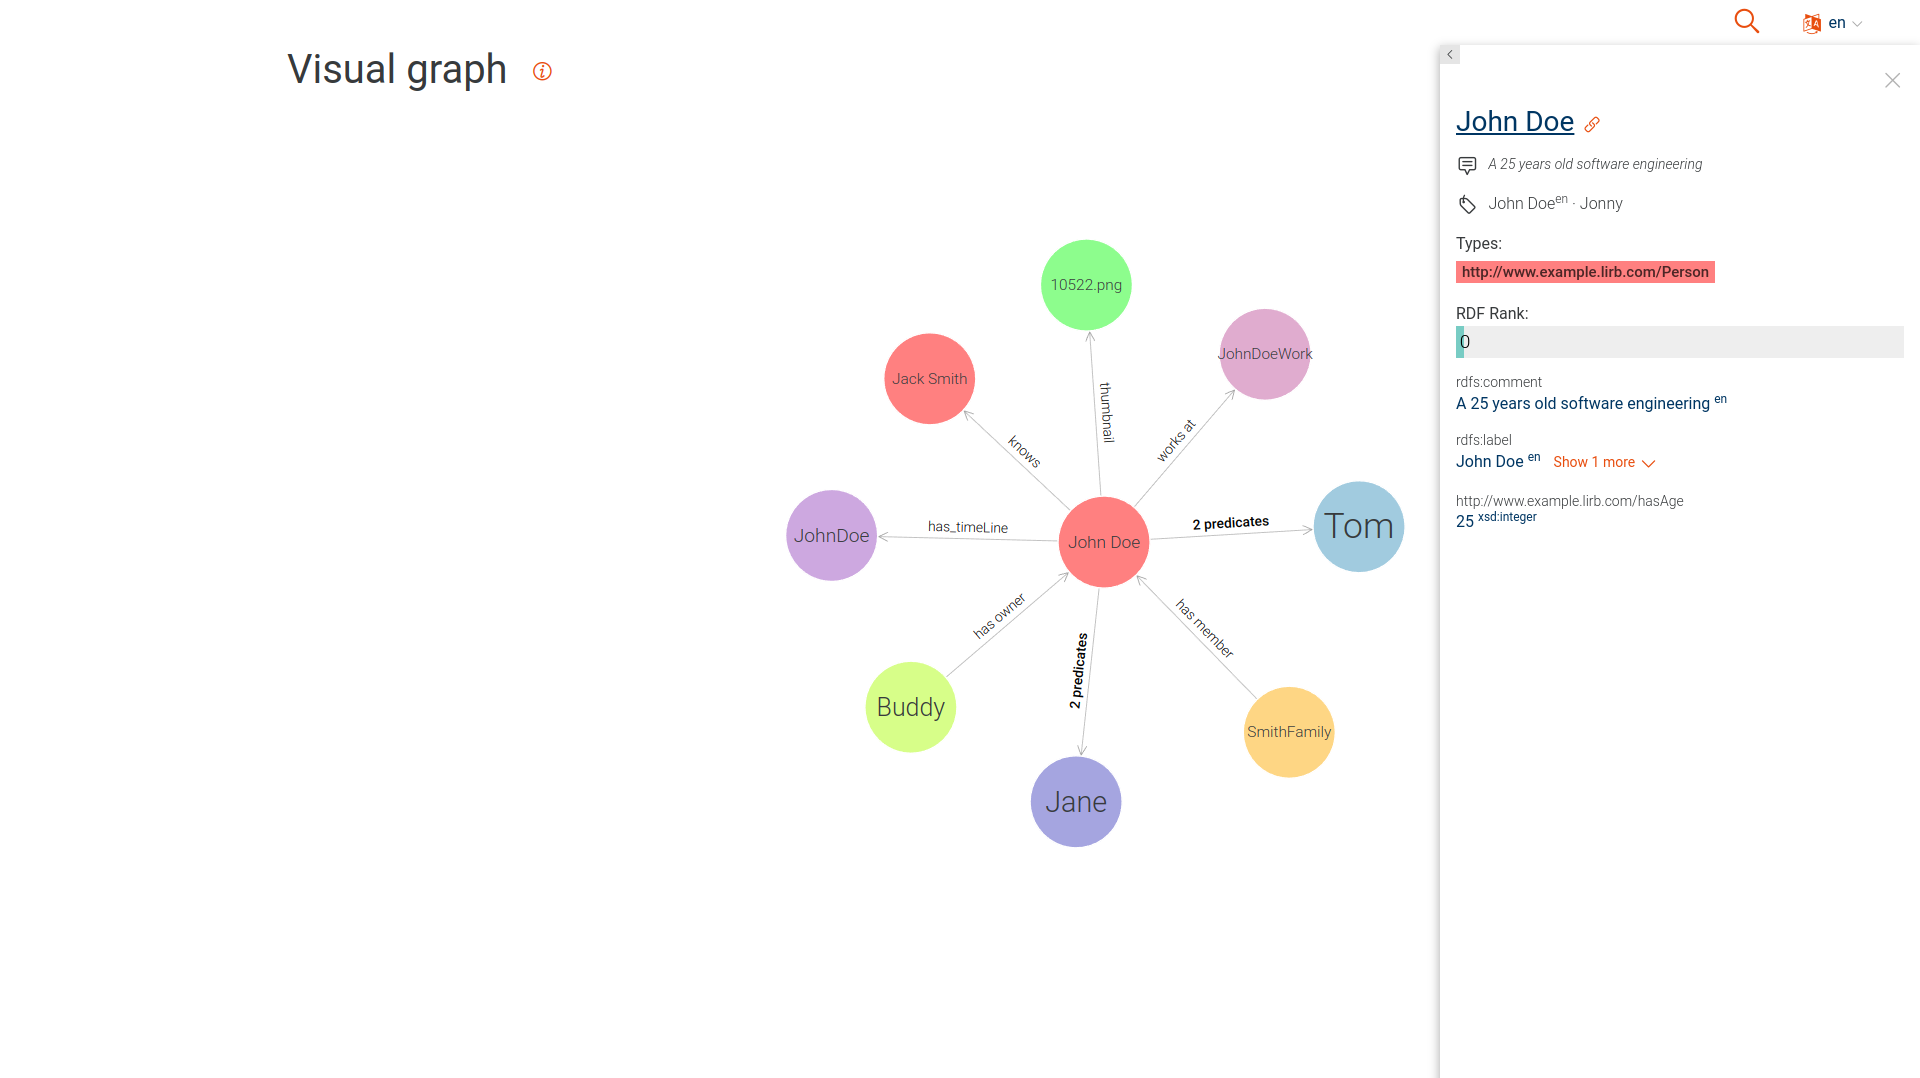 en
Visual graph
10522.png
JohnDoeWork
Jack Smith
thumbnail
works at
knows
Tom
2 predicates
has_timeLine
JohnDoe
John Doe
has owner
has member
2 predicates
Buddy
SmithFamily
Jane
John Doe
A 25 years old software engineering
John Doe en · Jonny
Types:
http://www.example.lirb.com/Person
RDF Rank:
0
rdfs:comment
A 25 years old software engineering en
rdfs:label
John Doe en Show 1 more
http://www.example.lirb.com/hasAge
25 xsd:integer